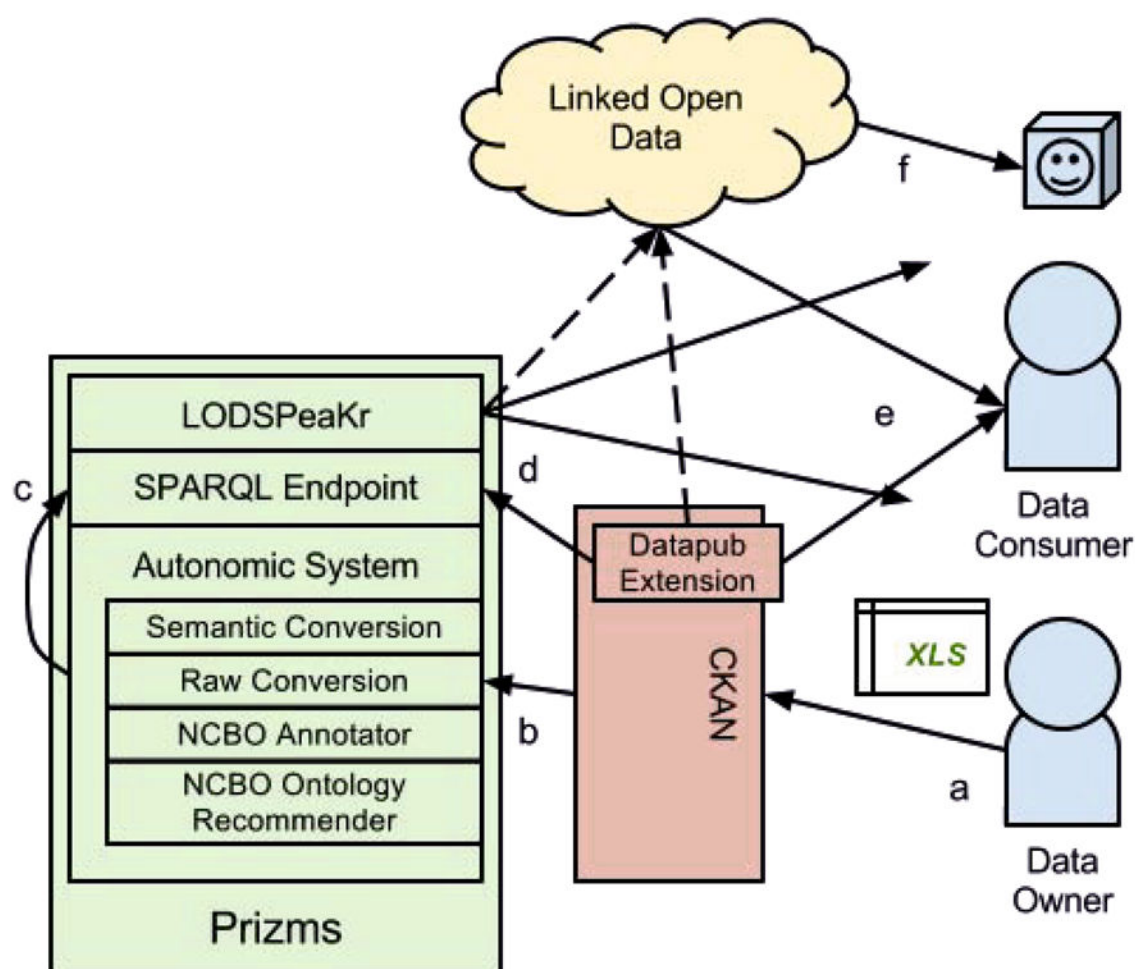 Linked Open
Data
f
LODSPeaKr
e
c
SPARQL Endpoint
d
Data
Consumer
Datapub
Extension
Autonomic System
Semantic Conversion
XLS
Raw Conversion
CKAN
NCBO Annotator
b
NCBO Ontology
Recommender
a
Data
Owner
Prizms